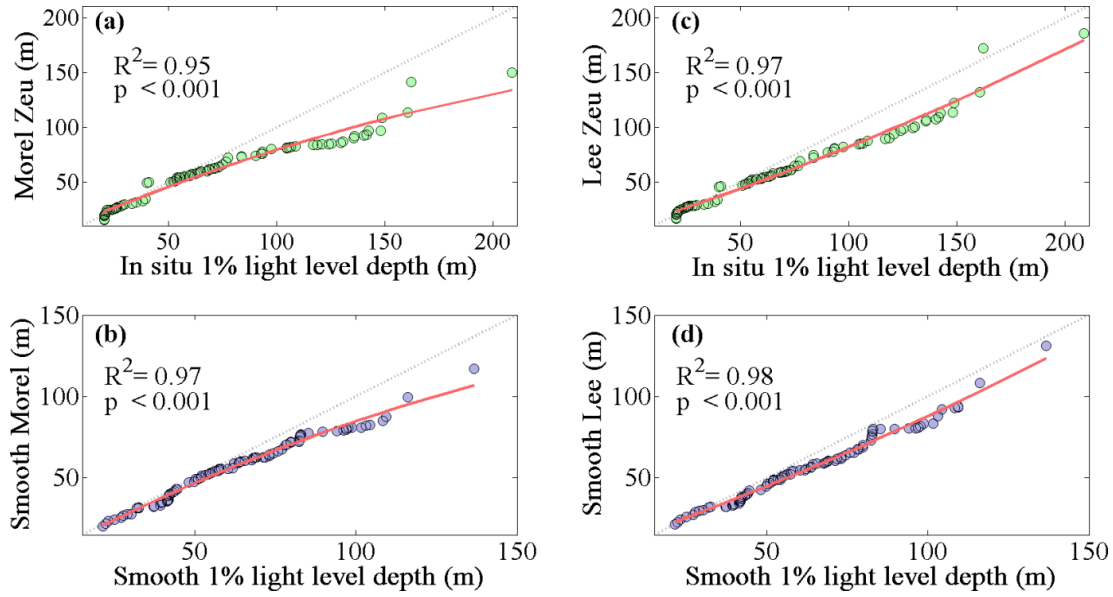 (a)
R²= 0.95
p < 0.001
200
150
100
50
Morel Zeu (m)
50 100 150 200
In situ 1% light level depth (m)
(c)
R²= 0.97
p < 0.001
200
150
100
50
Lee Zeu (m)
50 100 150 200
In situ 1% light level depth (m)
(b)
R²= 0.97
p < 0.001
150
100
50
Smooth Morel (m)
50 100 150
Smooth 1% light level depth (m)
(d)
R²= 0.98
p < 0.001
150
100
50
Smooth Lee (m)
50 100 150
Smooth 1% light level depth (m)